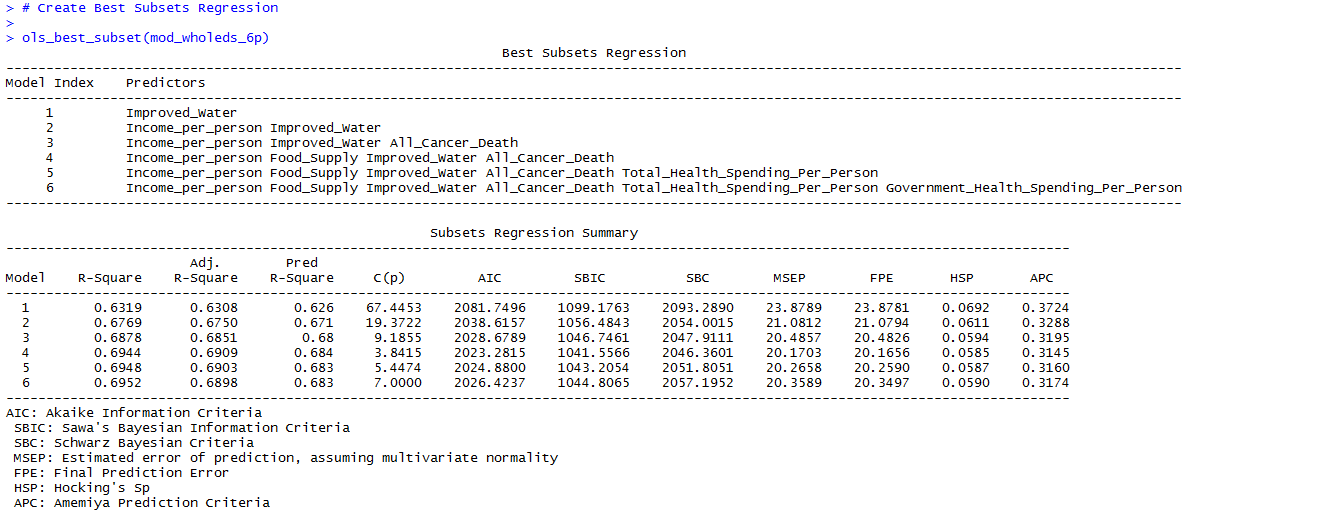 > # Create Best Subsets Regression
>
> ols_best_subset(mod_wholeds_6p)
Best Subsets Regression
--------------------------------------------------------------------------------------------------------------------------------------------------
Model Index    Predictors
--------------------------------------------------------------------------------------------------------------------------------------------------
1         Improved_Water
2         Income_per_person Improved_Water
3         Income_per_person Improved_Water All_Cancer_Death
4         Income_per_person Food_Supply Improved_Water All_Cancer_Death
5         Income_per_person Food_Supply Improved_Water All_Cancer_Death Total_Health_Spending_Per_Person
6         Income_per_person Food_Supply Improved_Water All_Cancer_Death Total_Health_Spending_Per_Person Government_Health_Spending_Per_Person
--------------------------------------------------------------------------------------------------------------------------------------------------
Subsets Regression Summary
------------------------------------------------------------------------------------------------------------------------------------
Adj.        Pred
Model    R-Square    R-Square    R-Square    C(p)    AIC    SBIC    SBC    MSEP    FPE    HSP    APC
------------------------------------------------------------------------------------------------------------------------------------
1    0.6319    0.6308    0.626    67.4453    2081.7496    1099.1763    2093.2890    23.8789    23.8781    0.0692    0.3724
2    0.6769    0.6750    0.671    19.3722    2038.6157    1056.4843    2054.0015    21.0812    21.0794    0.0611    0.3288
3    0.6878    0.6851    0.68    9.1855    2028.6789    1046.7461    2047.9111    20.4857    20.4826    0.0594    0.3195
4    0.6944    0.6909    0.684    3.8415    2023.2815    1041.5566    2046.3601    20.1703    20.1656    0.0585    0.3145
5    0.6948    0.6903    0.683    5.4474    2024.8800    1043.2054    2051.8051    20.2658    20.2590    0.0587    0.3160
6    0.6952    0.6898    0.683    7.0000    2026.4237    1044.8065    2057.1952    20.3589    20.3497    0.0590    0.3174
------------------------------------------------------------------------------------------------------------------------------------
AIC: Akaike Information Criteria
SBIC: Sawa's Bayesian Information Criteria
SBC: Schwarz Bayesian Criteria
MSEP: Estimated error of prediction, assuming multivariate normality
FPE: Final Prediction Error
HSP: Hocking's Sp
APC: Amemiya Prediction Criteria